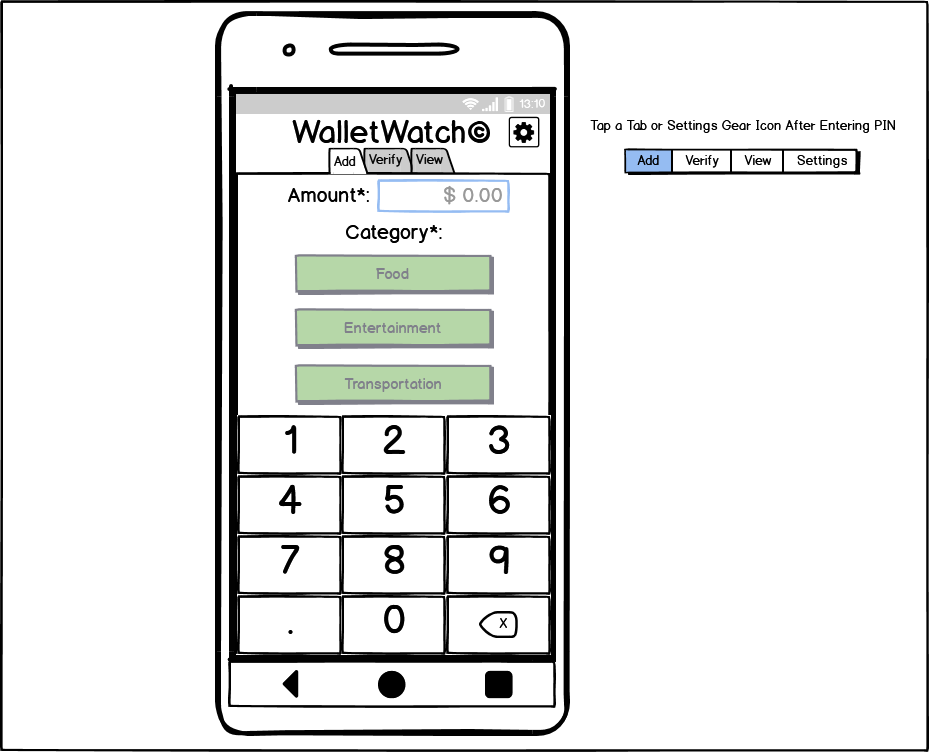 13:10
WalletWatch©
Add Verify View
Tap a Tab or Settings Gear Icon After Entering PIN
Add Verify View Settings
Amount*: $ 0.00
Category*:
Food
Entertainment
Transportation
1 2 3
4 5 6
7 8 9
. 0 X